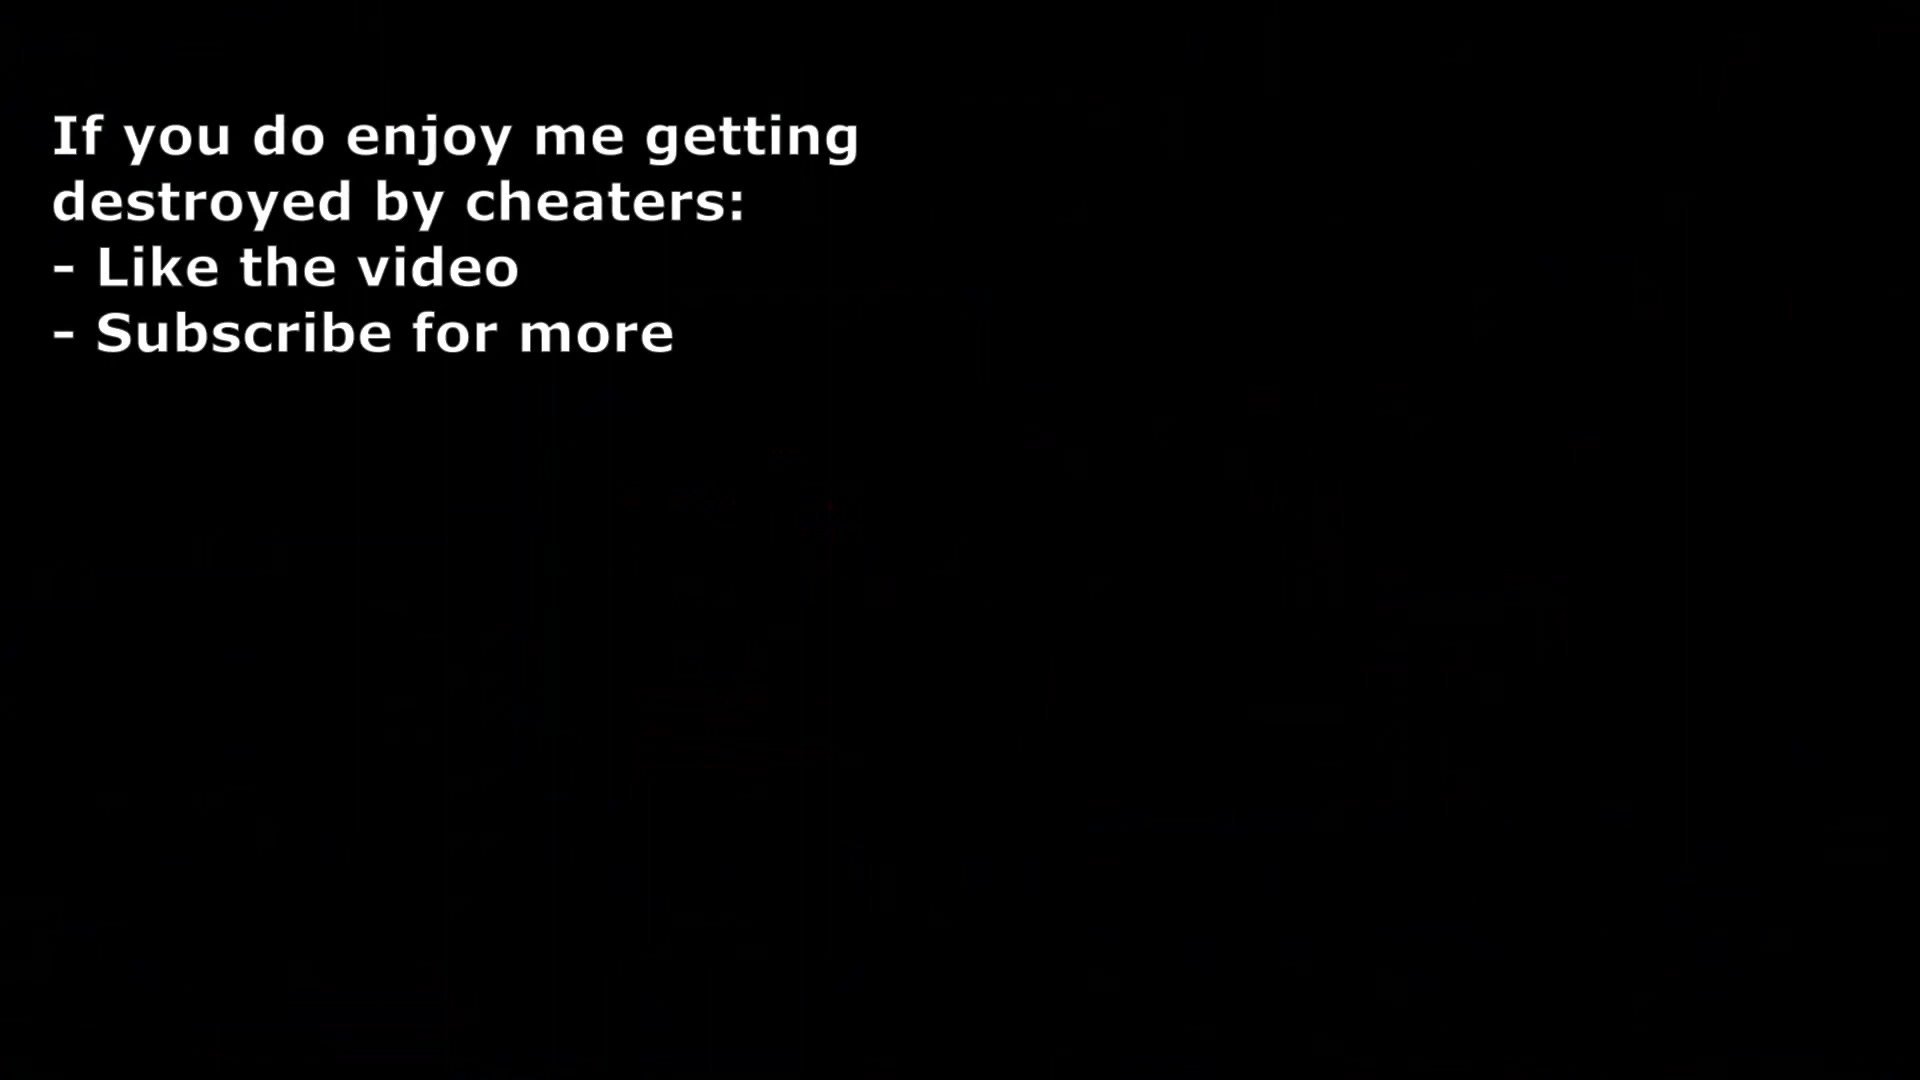 If you do enjoy me getting
destroyed by cheaters:
- Like the video
- Subscribe for more